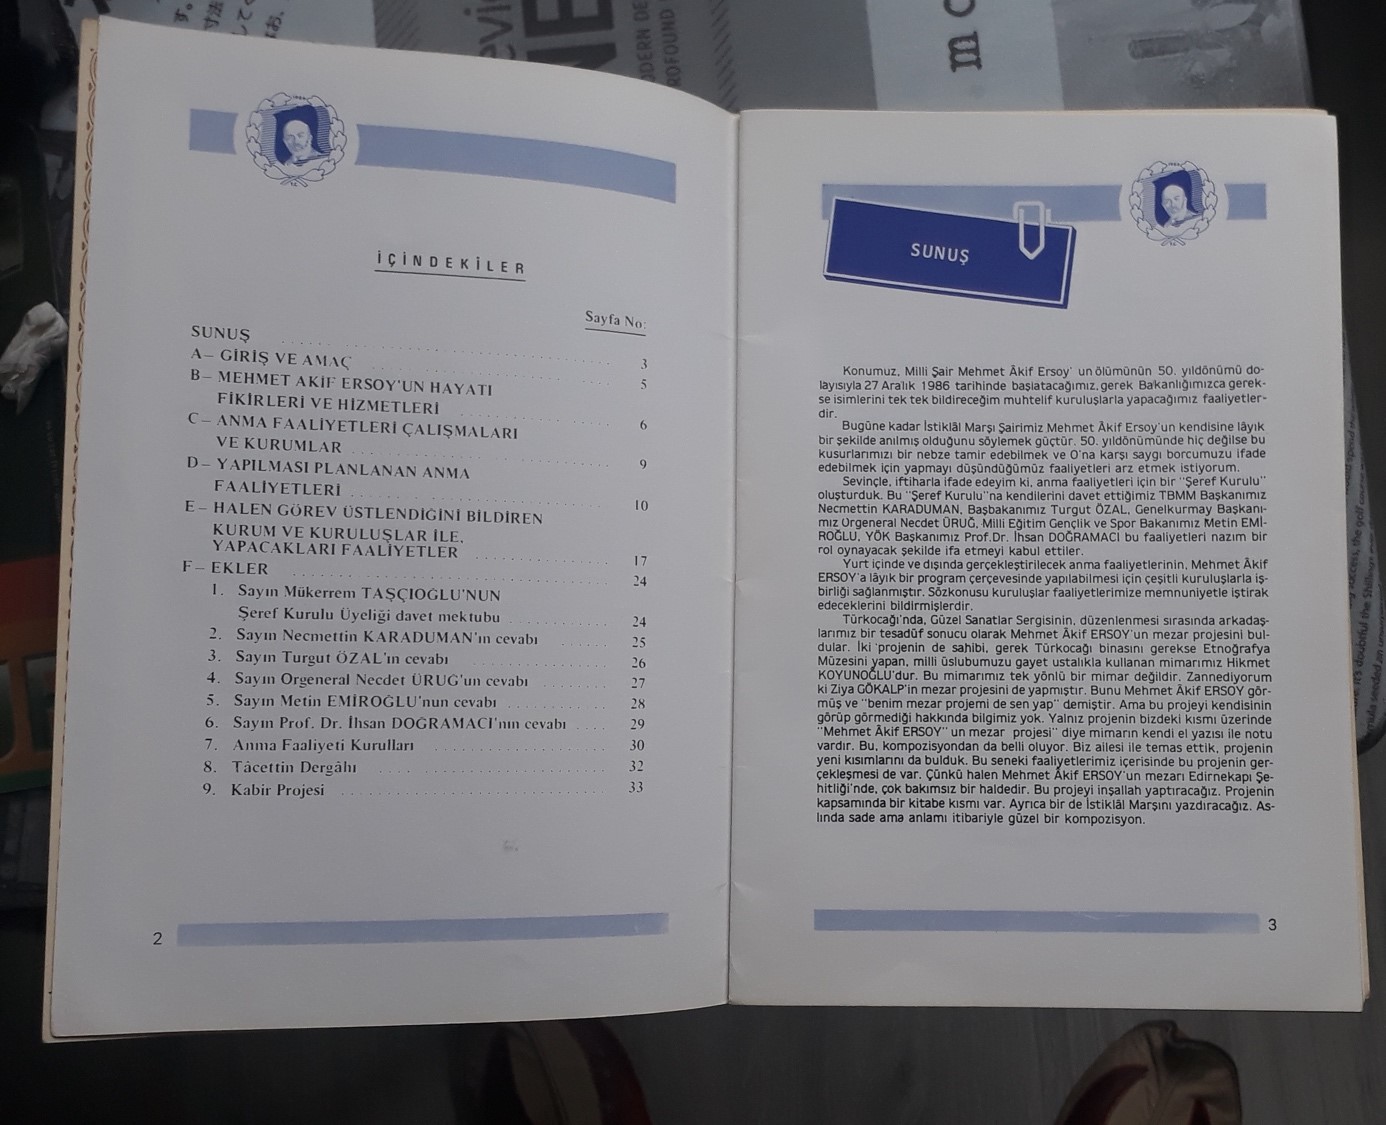 İÇİNDEKİLER
Sayfa No:
SUNUŞ . . . . . . . . . . . . . . . . 3
A– GİRİŞ VE AMAÇ . . . . . . . . . . . . . . . . 5
B– MEHMET AKİF ERSOY'UN HAYATI
FİKİRLERİ VE HİZMETLERİ . . . . . . . . . . . . 6
C– ANMA FAALİYETLERİ ÇALIŞMALARI
VE KURUMLAR . . . . . . . . . . . . . . . . 9
D– YAPILMASI PLANLANAN ANMA
FAALİYETLERİ . . . . . . . . . . . . . . . . 10
E– HALEN GÖREV ÜSTLENDİĞİNİ BİLDİREN
KURUM VE KURULUŞLAR İLE,
YAPACAKLARI FAALİYETLER . . . . . . . . . . 17
F– EKLER . . . . . . . . . . . . . . . . 24
1. Sayın Mükerrem TAŞÇIOĞLU'NUN
Şeref Kurulu Üyeliği davet mektubu . . . . . . 24
2. Sayın Necmettin KARADUMAN'ın cevabı . . . . . . 25
3. Sayın Turgut ÖZAL'ın cevabı . . . . . . . . . . 26
4. Sayın Orgeneral Necdet ÜRUG'un cevabı . . . . . . 27
5. Sayın Metin EMİROĞLU'nun cevabı . . . . . . . . 28
6. Sayın Prof. Dr. İhsan DOĞRAMACI'nın cevabı . . . . 29
7. Anma Faaliyeti Kurulları . . . . . . . . . . . . 30
8. Tâcettin Dergâhı . . . . . . . . . . . . . . 32
9. Kabir Projesi . . . . . . . . . . . . . . . . 33
2
SUNUŞ
Konumuz, Milli Şair Mehmet Âkif Ersoy' un ölümünün 50. yıldönümü do-
layısıyla 27 Aralık 1986 tarihinde başlatacağımız, gerek Bakanlığımızca gerek-
se isimlerini tek tek bildireceğim muhtelif kuruluşlarla yapacağımız faaliyetler-
dir.
Bugüne kadar İstiklâl Marşı Şairimiz Mehmet Âkif Ersoy'un kendisine lâyık
bir şekilde anılmış olduğunu söylemek güçtür. 50. yıldönümünde hiç değilse bu
kusurlarımızı bir nebze tamir edebilmek ve O'na karşı saygı borcumuzu ifade
edebilmek için yapmayı düşündüğümüz faaliyetleri arz etmek istiyorum.
Sevinçle, iftiharla ifade edeyim ki, anma faaliyetleri için bir "Şeref Kurulu"
oluşturduk. Bu "Şeref Kurulu"na kendilerini davet ettiğimiz TBMM Başkanımız
Necmettin KARADUMAN, Başbakanımız Turgut ÖZAL, Genelkurmay Başkanı-
mız Orgeneral Necdet ÜRUĞ, Milli Eğitim Gençlik ve Spor Bakanımız Metin EMİ-
ROĞLU, YÖK Başkanımız Prof.Dr. İhsan DOĞRAMACI bu faaliyetleri nazım bir
rol oynayacak şekilde ifa etmeyi kabul ettiler.
Yurt içinde ve dışında gerçekleştirilecek anma faaliyetlerinin, Mehmet Âkif
ERSOY'a lâyık bir program çerçevesinde yapılabilmesi için çeşitli kuruluşlarla iş-
birliği sağlanmıştır. Sözkonusu kuruluşlar faaliyetlerimize memnuniyetle iştirak
edeceklerini bildirmişlerdir.
Türkocağı'nda, Güzel Sanatlar Sergisinin, düzenlenmesi sırasında arkadaş-
larımız bir tesadüf sonucu olarak Mehmet Âkif ERSOY'un mezar projesini bul-
dular. İki projenin de sahibi, gerek Türkocağı binasını gerekse Etnoğrafya
Müzesini yapan, milli üslubumuzu gayet ustalıkla kullanan mimarımız Hikmet
KOYUNOĞLU'dur. Bu mimarımız tek yönlü bir mimar değildir. Zannediyorum
ki Ziya GÖKALP'in mezar projesini de yapmıştır. Bunu Mehmet Âkif ERSOY gör-
müş ve "benim mezar projemi de sen yap" demiştir. Ama bu projeyi kendisinin
görüp görmediği hakkında bilgimiz yok. Yalnız projenin bizdeki kısmı üzerinde
"Mehmet Âkif ERSOY" un mezar projesi" diye mimarın kendi el yazısı ile notu
vardır. Bu, kompozisyondan da belli oluyor. Biz ailesi ile temas ettik, projenin
yeni kısımlarını da bulduk. Bu seneki faaliyetlerimiz içerisinde bu projenin ger-
çekleşmesi de var. Çünkü halen Mehmet Âkif ERSOY'un mezarı Edirnekapı Şe-
hitliği'nde, çok bakımsız bir haldedir. Bu projeyi inşallah yaptıracağız. Projenin
kapsamında bir kitabe kısmı var. Ayrıca bir de İstiklâl Marşını yazdıracağız. As-
lında sade ama anlamı itibariyle güzel bir kompozisyon.
3